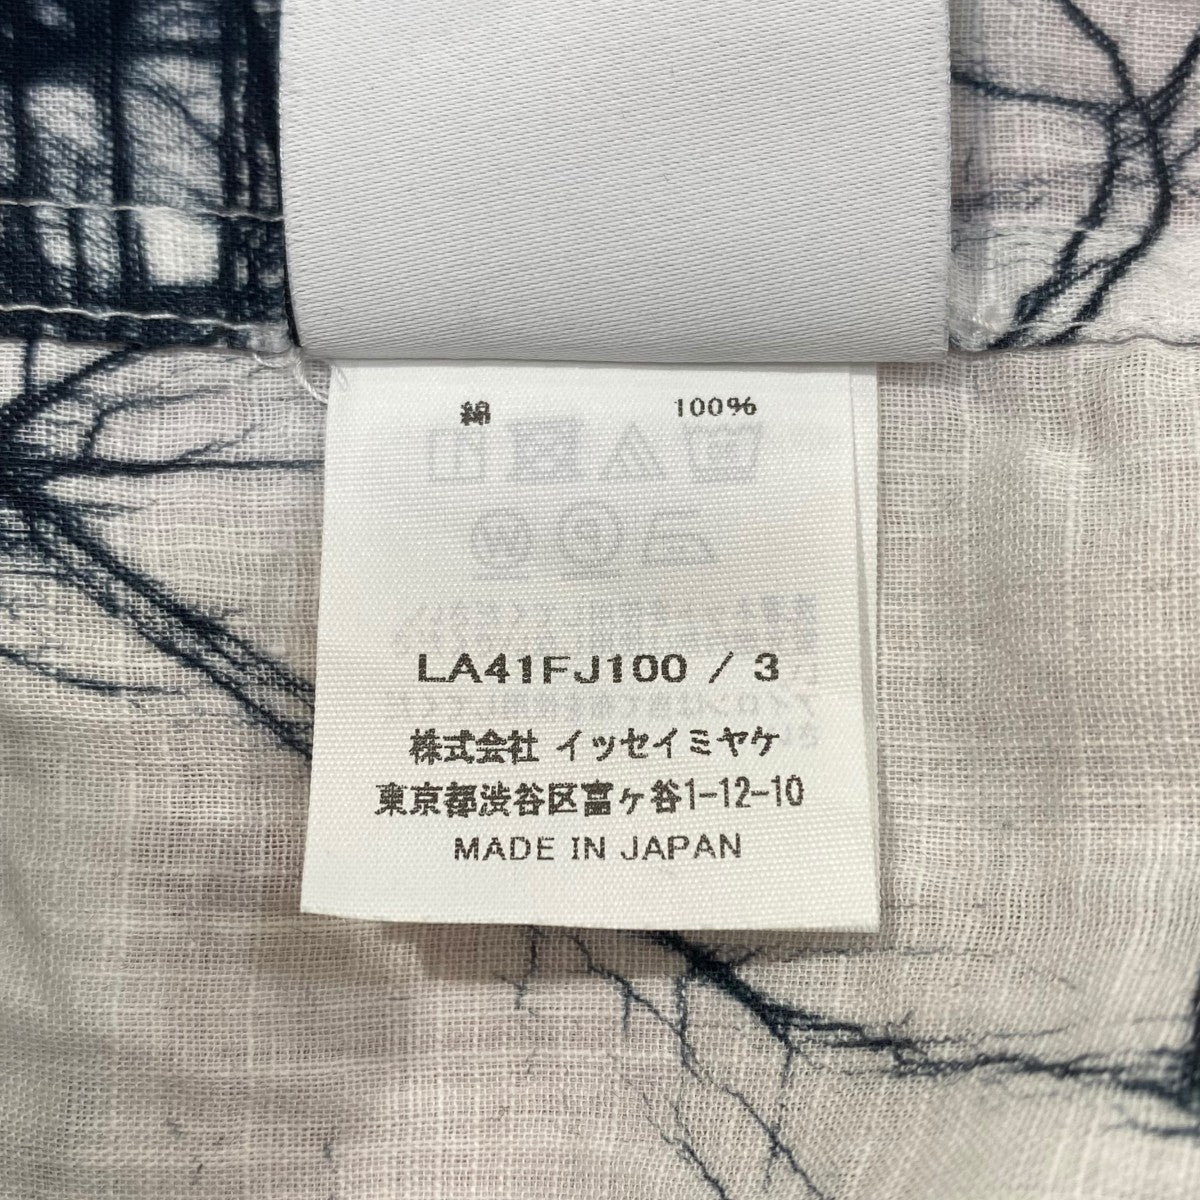 綿 100%
LA41FJ100 / 3
株式会社 イッセイミヤケ
東京都渋谷区富ヶ谷1-12-10
MADE IN JAPAN